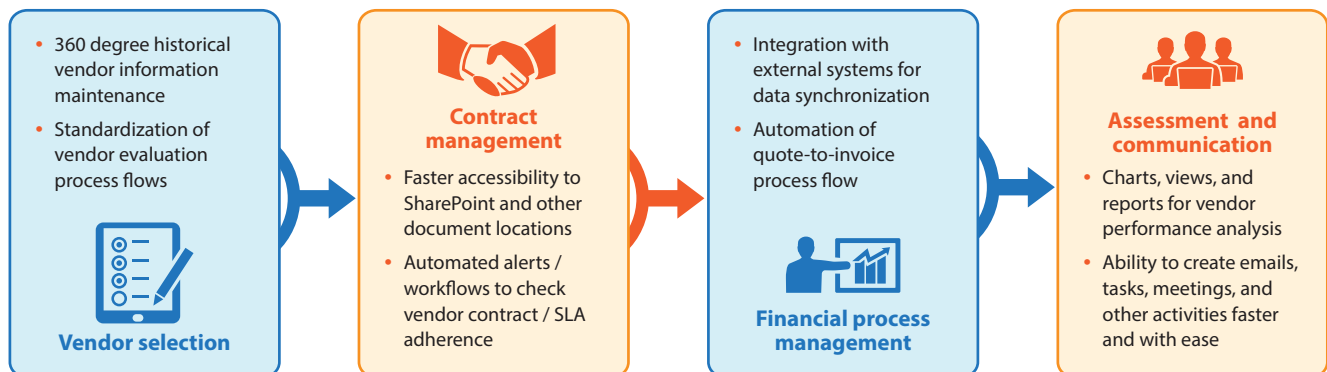 • 360 degree historical
vendor information
maintenance
• Standardization of
vendor evaluation
process flows
Vendor selection
Contract
management
• Faster accessibility to
SharePoint and other
document locations
• Automated alerts /
workflows to check
vendor contract / SLA
adherence
• Integration with
external systems for
data synchronization
• Automation of
quote-to-invoice
process flow
Financial process
management
Assessment and
communication
• Charts, views, and
reports for vendor
performance analysis
• Ability to create emails,
tasks, meetings, and
other activities faster
and with ease